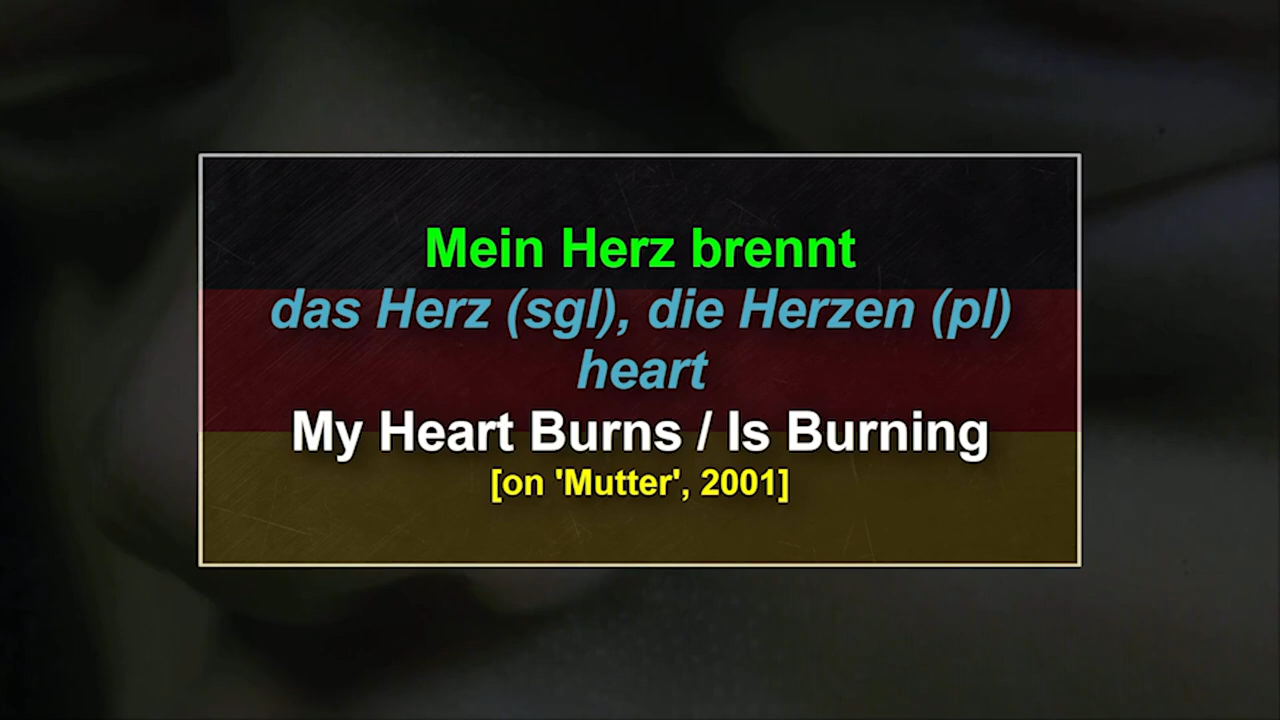 Mein Herz brennt
das Herz (sgl), die Herzen (pl)
heart
My Heart Burns / Is Burning
[on 'Mutter', 2001]